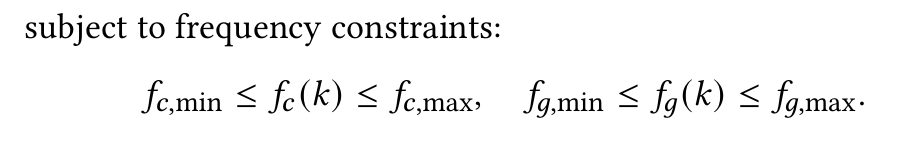 subject to frequency constraints:
f_{c,min} ≤ f_c(k) ≤ f_{c,max},   f_{g,min} ≤ f_g(k) ≤ f_{g,max}.